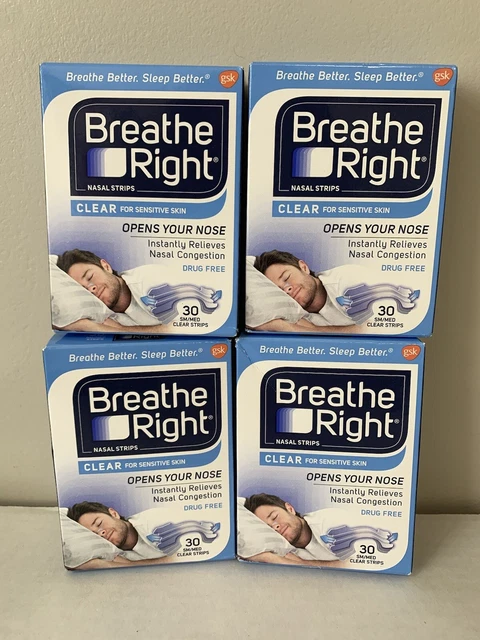 Breathe Better. Sleep Better.®
gsk
Breathe
Right®
NASAL STRIPS
CLEAR FOR SENSITIVE SKIN
OPENS YOUR NOSE
Instantly Relieves
Nasal Congestion
DRUG FREE
30
SM/MED
CLEAR STRIPS
Breathe Better. Sleep Better.®
gsk
Breathe
Right®
NASAL STRIPS
CLEAR FOR SENSITIVE SKIN
OPENS YOUR NOSE
Instantly Relieves
Nasal Congestion
DRUG FREE
30
SM/MED
CLEAR STRIPS
Breathe Better. Sleep Better.®
gsk
Breathe
Right®
NASAL STRIPS
CLEAR FOR SENSITIVE SKIN
OPENS YOUR NOSE
Instantly Relieves
Nasal Congestion
DRUG FREE
30
SM/MED
CLEAR STRIPS
Breathe Better. Sleep Better.®
gsk
Breathe
Right®
NASAL STRIPS
CLEAR FOR SENSITIVE SKIN
OPENS YOUR NOSE
Instantly Relieves
Nasal Congestion
DRUG FREE
30
SM/MED
CLEAR STRIPS